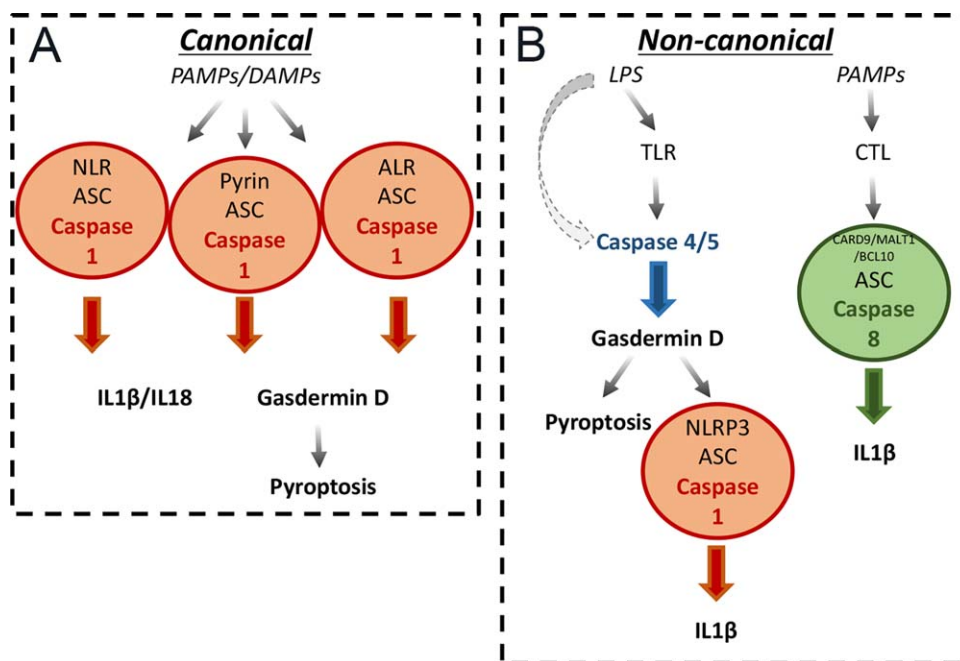 A
Canonical
PAMPs/DAMPs
NLR
ASC
Caspase
1
Pyrin
ASC
Caspase
1
ALR
ASC
Caspase
1
IL1β/IL18
Gasdermin D
Pyroptosis
B
Non-canonical
LPS
TLR
Caspase 4/5
Gasdermin D
Pyroptosis
NLRP3
ASC
Caspase
1
IL1β
PAMPs
CTL
CARD9/MALT1
/BCL10
ASC
Caspase
8
IL1β